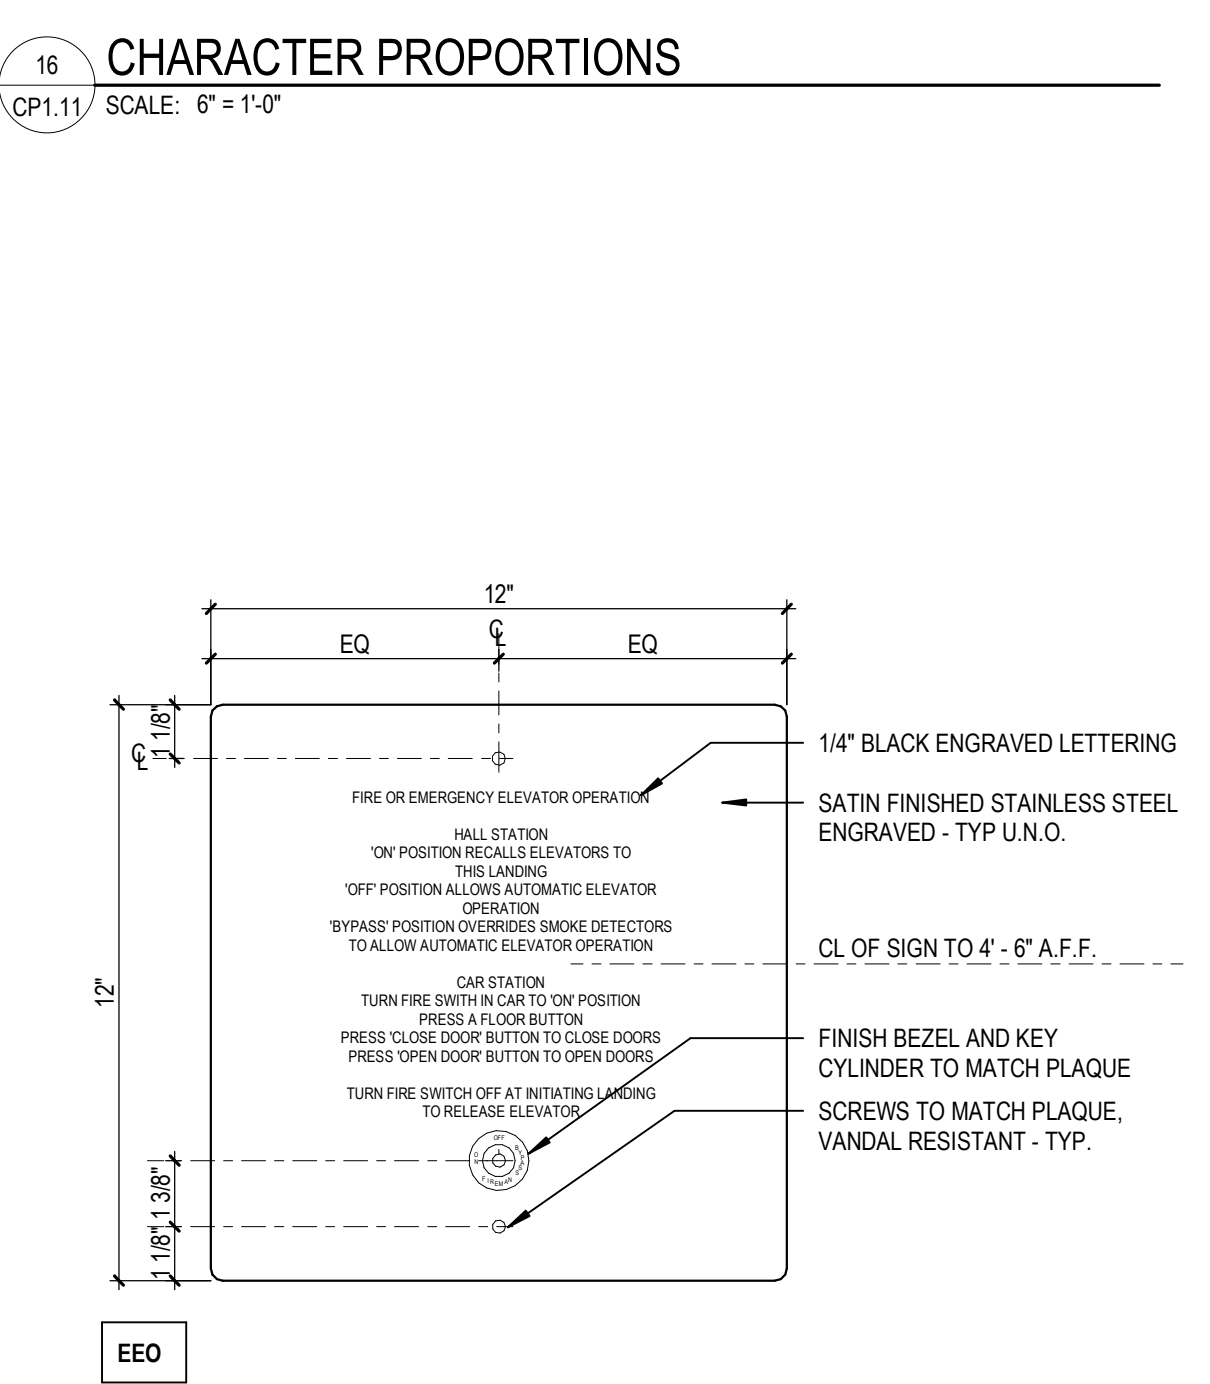 16
CP1.11
CHARACTER PROPORTIONS
SCALE: 6" = 1'-0"
12"
EQ
CL
EQ
1 1/8"
CL
12"
1 3/8"
1 1/8"
FIRE OR EMERGENCY ELEVATOR OPERATION
HALL STATION
'ON' POSITION RECALLS ELEVATORS TO
THIS LANDING
'OFF' POSITION ALLOWS AUTOMATIC ELEVATOR
OPERATION
'BYPASS' POSITION OVERRIDES SMOKE DETECTORS
TO ALLOW AUTOMATIC ELEVATOR OPERATION
CAR STATION
TURN FIRE SWITH IN CAR TO 'ON' POSITION
PRESS A FLOOR BUTTON
PRESS 'CLOSE DOOR' BUTTON TO CLOSE DOORS
PRESS 'OPEN DOOR' BUTTON TO OPEN DOORS
TURN FIRE SWITCH OFF AT INITIATING LANDING
TO RELEASE ELEVATOR
OFF
ON
BYPASS
FIREMAN
1/4" BLACK ENGRAVED LETTERING
SATIN FINISHED STAINLESS STEEL
ENGRAVED - TYP U.N.O.
CL OF SIGN TO 4' - 6" A.F.F.
FINISH BEZEL AND KEY
CYLINDER TO MATCH PLAQUE
SCREWS TO MATCH PLAQUE,
VANDAL RESISTANT - TYP.
EEO